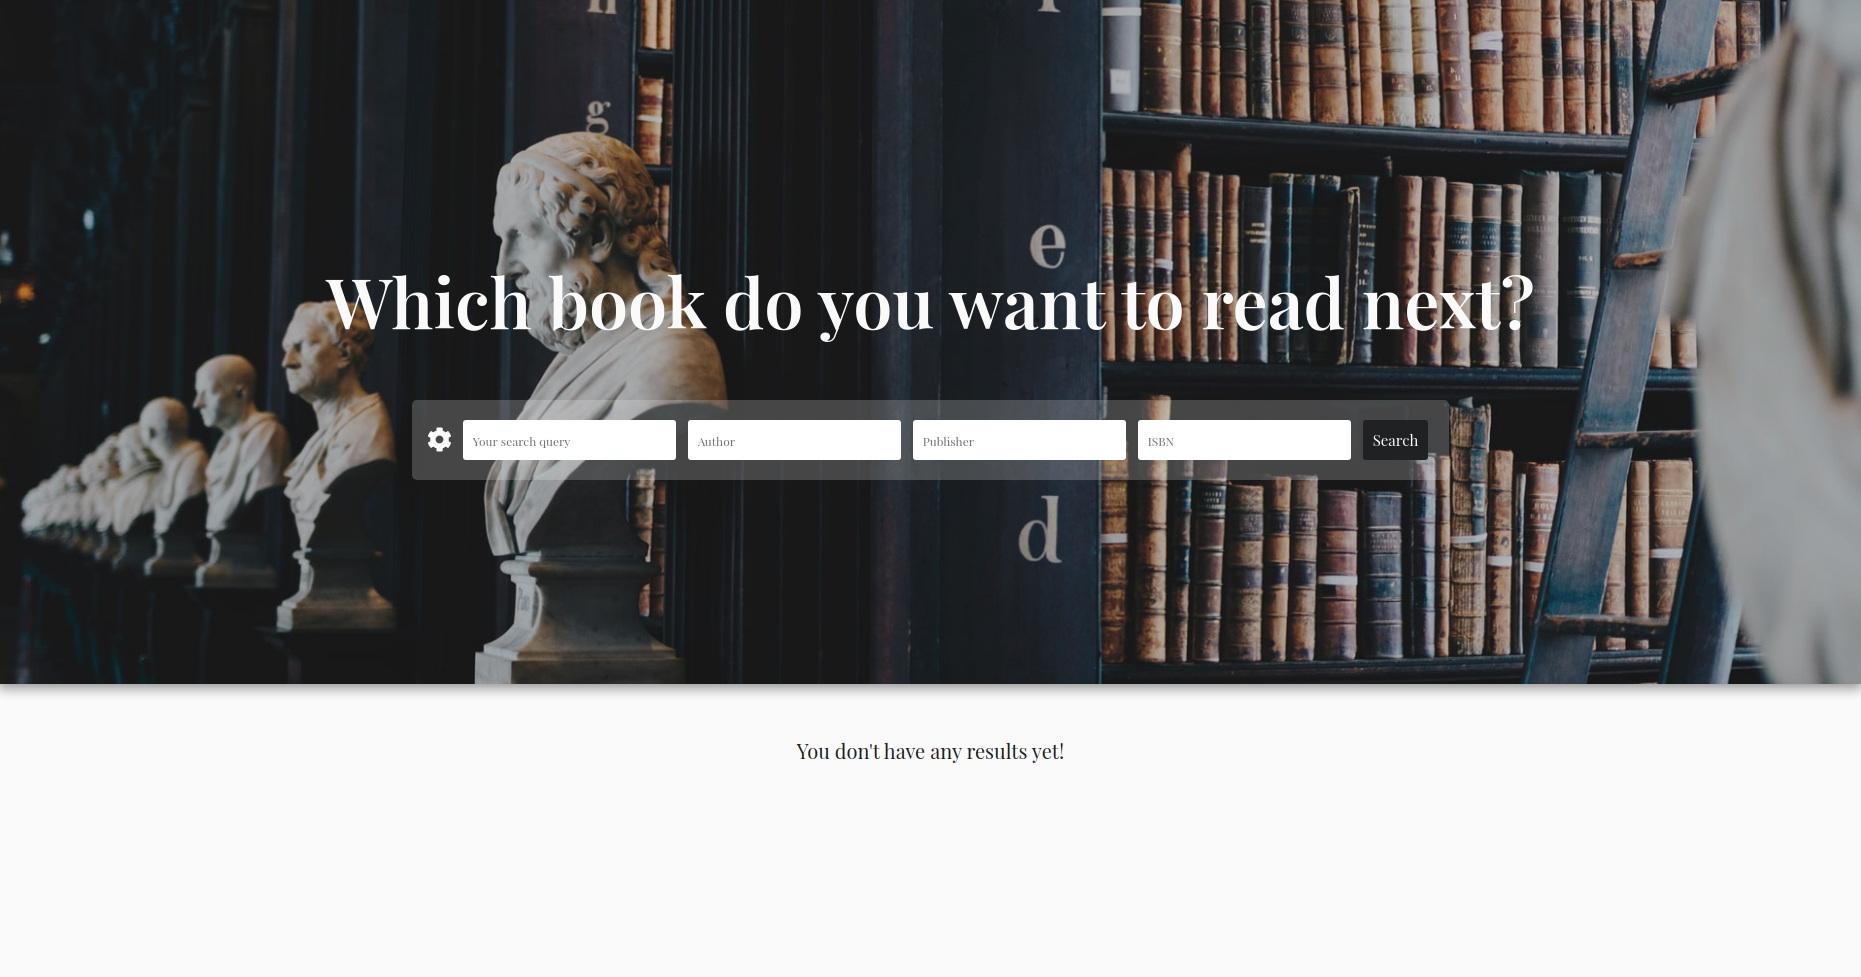 g
e
Which book do you want to read next?
Your search query
Author
Publisher
ISBN
Search
d
You don't have any results yet!